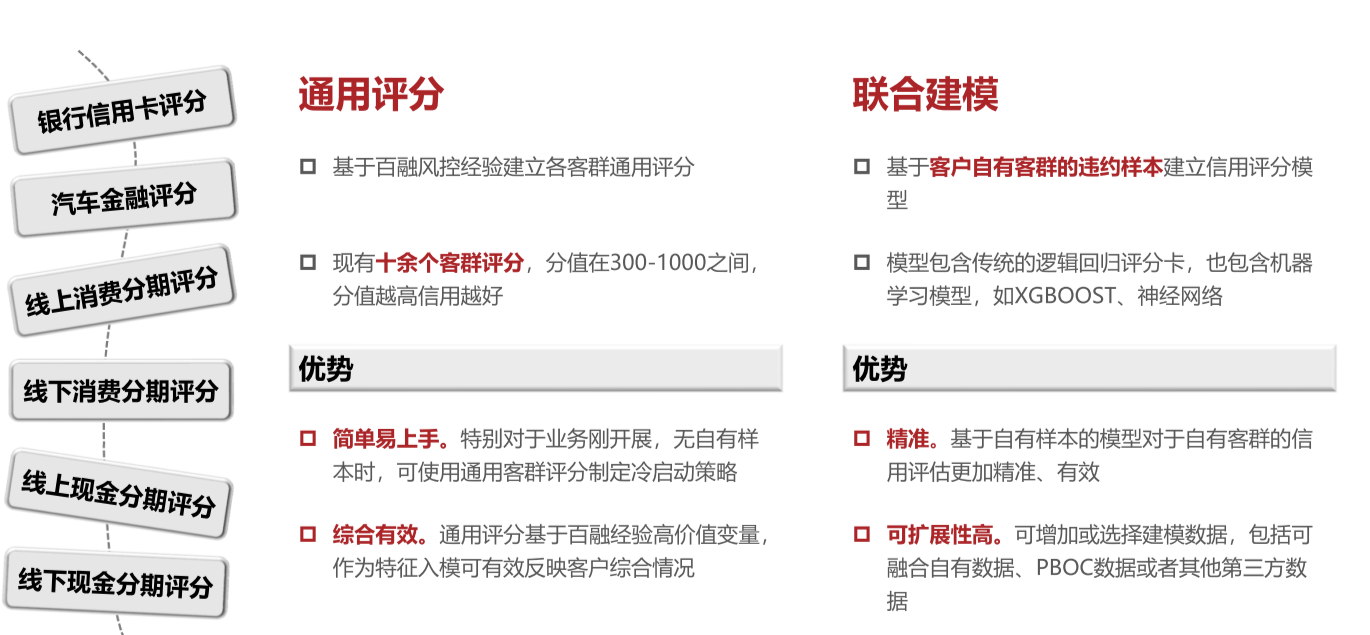 银行信用卡评分
汽车金融评分
线上消费分期评分
线下消费分期评分
线上现金分期评分
线下现金分期评分
通用评分
基于百融风控经验建立各客群通用评分
现有十余个客群评分，分值在300-1000之间，
分值越高信用越好
优势
简单易上手。特别对于业务刚开展，无自有样
本时，可使用通用客群评分制定冷启动策略
综合有效。通用评分基于百融经验高价值变量，
作为特征入模可有效反映客户综合情况
联合建模
基于客户自有客群的违约样本建立信用评分模
型
模型包含传统的逻辑回归评分卡，也包含机器
学习模型，如XGBOOST、神经网络
优势
精准。基于自有样本的模型对于自有客群的信
用评估更加精准、有效
可扩展性高。可增加或选择建模数据，包括可
融合自有数据、PBOC数据或者其他第三方数
据